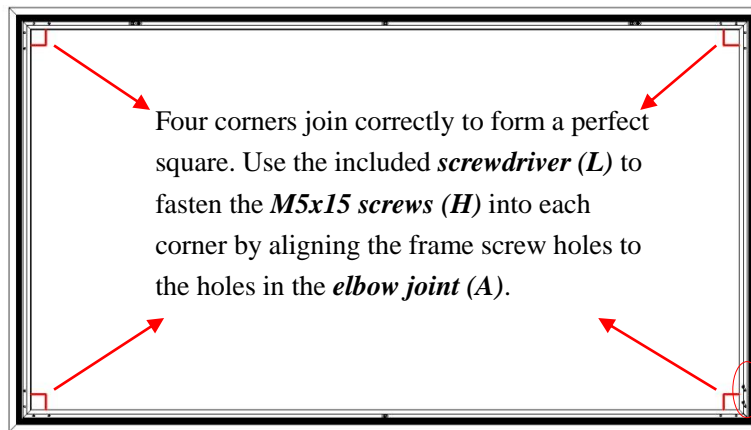 Four corners join correctly to form a perfect
square. Use the included screwdriver (L) to
fasten the M5x15 screws (H) into each
corner by aligning the frame screw holes to
the holes in the elbow joint (A).